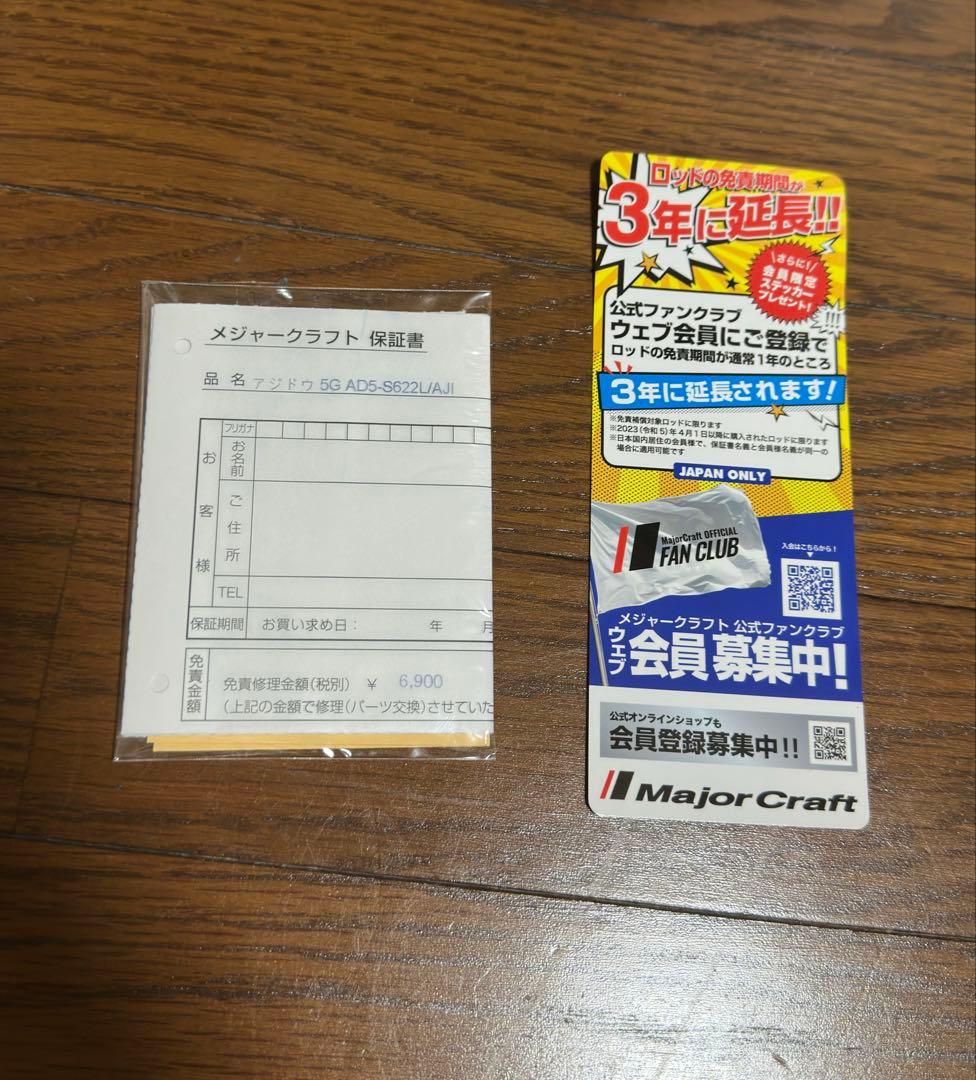 メジャークラフト 保証書
品 名 アジドウ 5G AD5-S622L/AJI
お客様
フリガナ
お名前
ご住所
TEL
保証期間 お買い求め日: 年 月
免責金額
免責修理金額(税別) ¥ 6,900
(上記の金額で修理(パーツ交換)させていた
ロッドの免責期間が
3年に延長!!
さらに!
会員限定
ステッカー
プレゼント!
公式ファンクラブ
ウェブ会員にご登録で
ロッドの免責期間が通常1年のところ
3年に延長されます!
※免責補償対象ロッドに限ります
※2023(令和5)年4月1日以降に購入されたロッドに限ります
※日本国内居住の会員様で、保証書名義と会員様名義が同一の
場合に適用可能です
JAPAN ONLY
MajorCraft OFFICIAL
FAN CLUB
入会はこちらから!
メジャークラフト 公式ファンクラブ
ウェブ会員募集中!
公式オンラインショップも
会員登録募集中!!
Major Craft